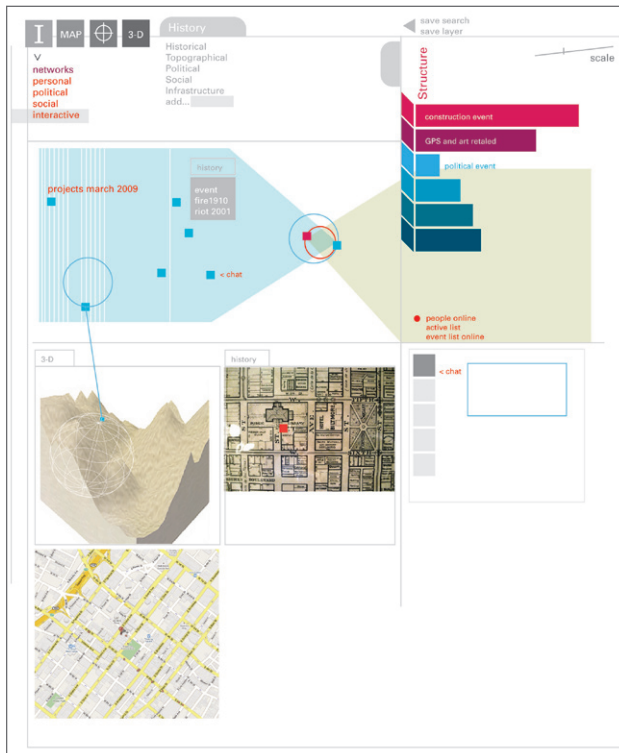 I
MAP
3-D
History
save search
save layer
V
networks
personal
political
social
interactive
Historical
Topographical
Political
Social
Infrastructure
add...
scale
Structure
construction event
GPS and art retaled
political event
projects march 2009
history
event
fire1910
riot 2001
< chat
people online
active list
event list online
3-D
history
< chat